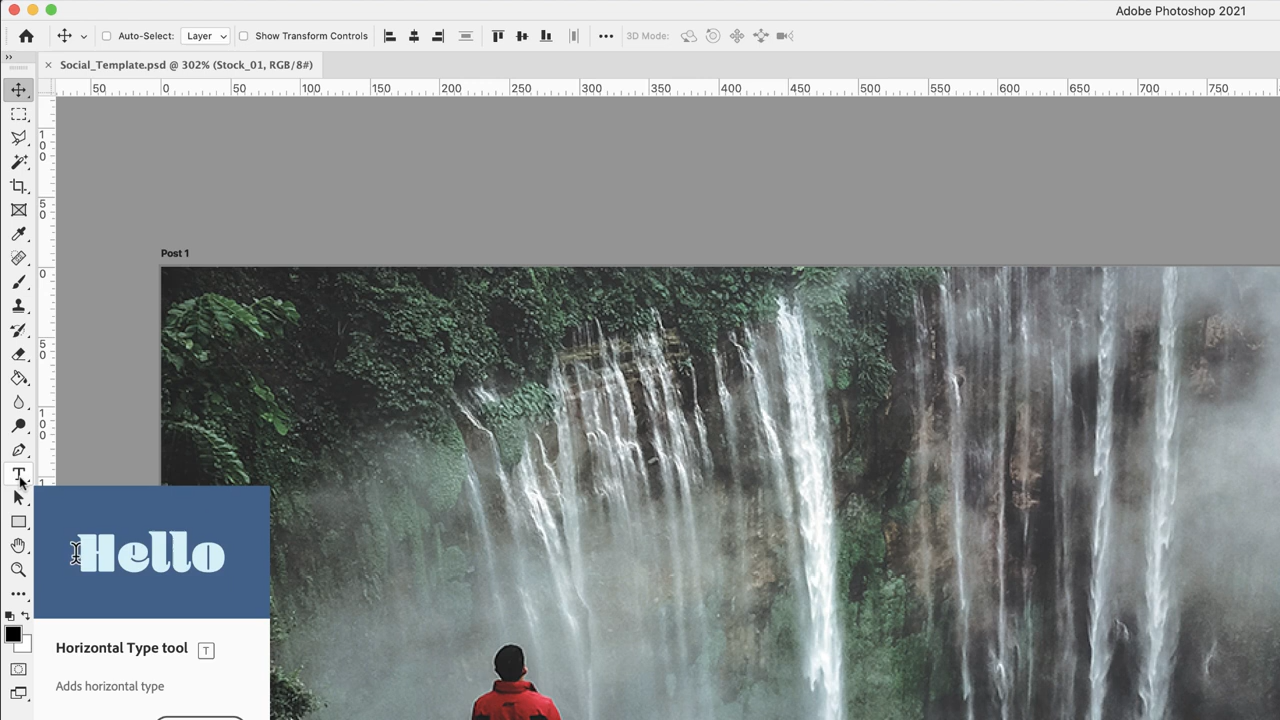 Adobe Photoshop 2021
Auto-Select: Layer Show Transform Controls 3D Mode:
Social_Template.psd @ 302% (Stock_01, RGB/8#)
50 0 50 100 150 200 250 300 350 400 450 500 550 600 650 700 750
100
50
0
50
100
1
Post 1
T
Hello
Horizontal Type tool T
Adds horizontal type